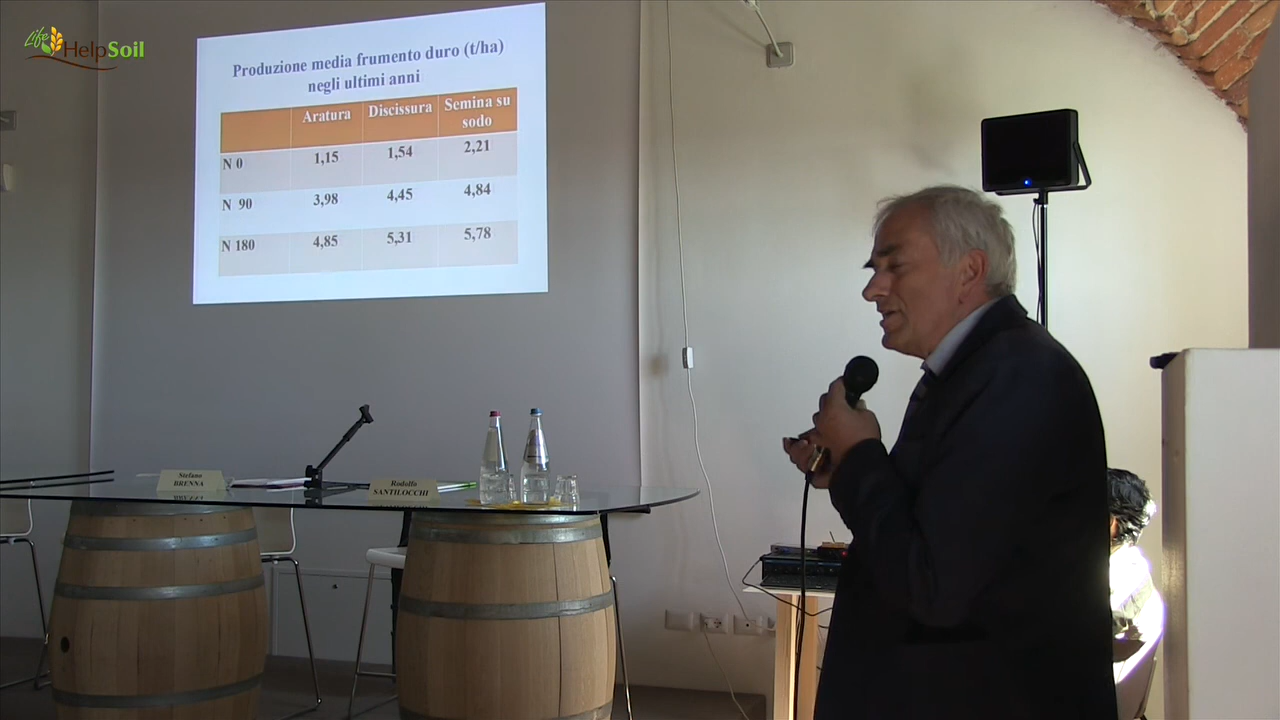 Life HelpSoil
Produzione media frumento duro (t/ha)
negli ultimi anni
Aratura Discissura Semina su sodo
N 0 1,15 1,54 2,21
N 90 3,98 4,45 4,84
N 180 4,85 5,31 5,78
Stefano
BRENNA
Rodolfo
SANTILOCCHI